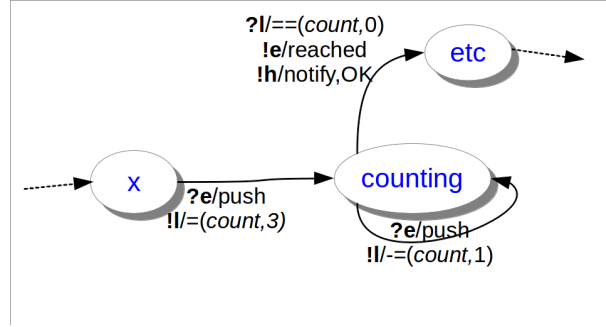 ?l/==(count,0)
!e/reached
!h/notify,OK
etc
x
counting
?e/push
!l/=(count,3)
?e/push
!l/-=(count,1)